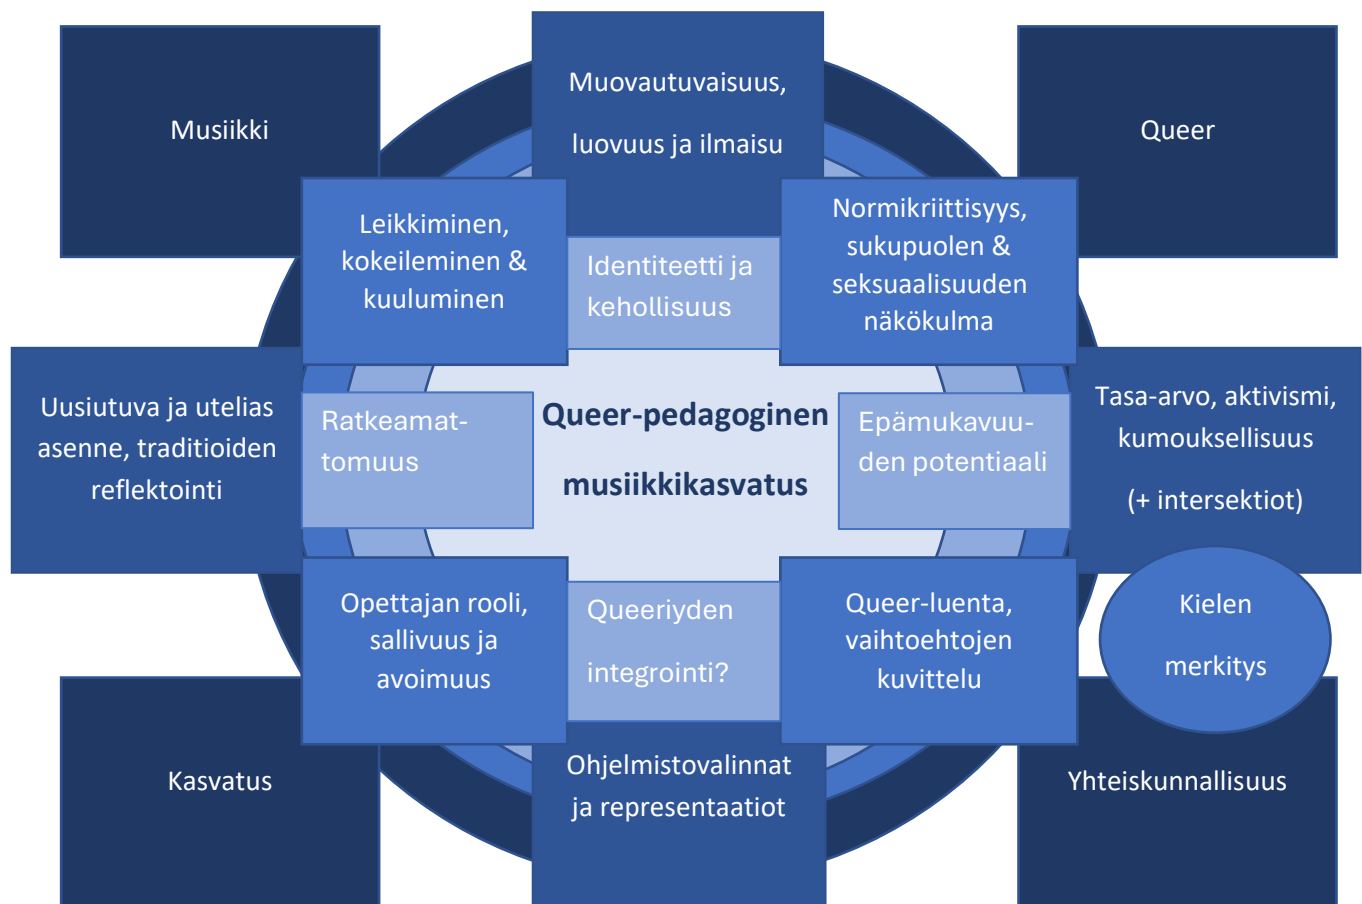 Musiikki
Muovautuvaisuus,
luovuus ja ilmaisu
Queer
Leikkiminen,
kokeileminen &
kuuluminen
Identiteetti ja
kehollisuus
Normikriittisyys,
sukupuolen &
seksuaalisuuden
näkökulma
Uusiutuva ja utelias
asenne, traditioiden
reflektointi
Ratkeamat-
tomuus
Queer-pedagoginen
musiikkikasvatus
Epämukavuu-
den potentiaali
Tasa-arvo, aktivismi,
kumouksellisuus
(+ intersektiot)
Opettajan rooli,
sallivuus ja
avoimuus
Queeriyden
integrointi?
Queer-luenta,
vaihtoehtojen
kuvittelu
Kielen
merkitys
Kasvatus
Ohjelmistovalinnat
ja representaatiot
Yhteiskunnallisuus